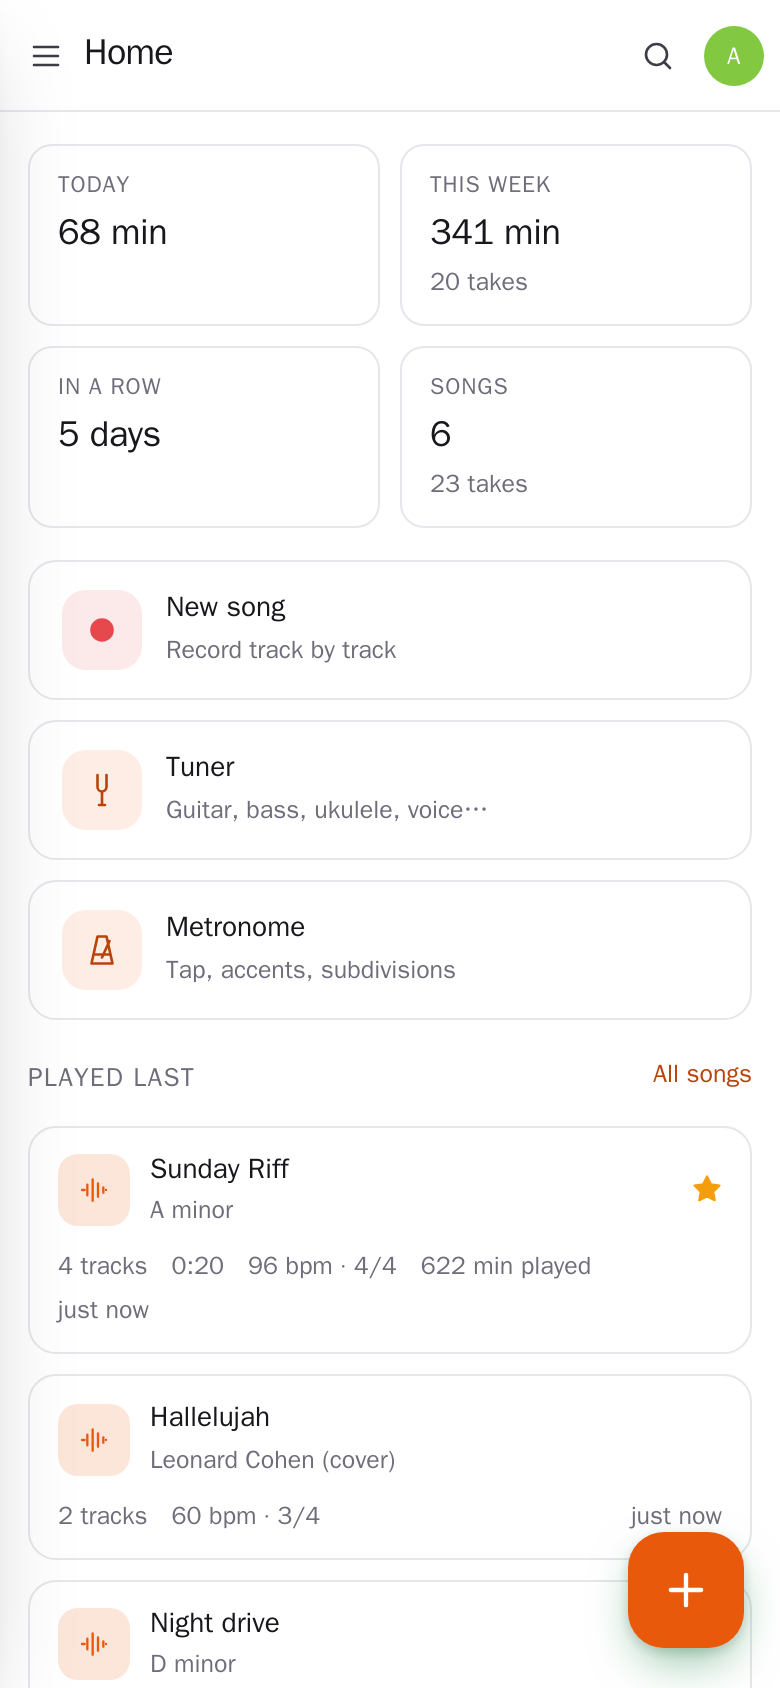 Home
A
TODAY
68 min
THIS WEEK
341 min
20 takes
IN A ROW
5 days
SONGS
6
23 takes
New song
Record track by track
Tuner
Guitar, bass, ukulele, voice···
Metronome
Tap, accents, subdivisions
PLAYED LAST
All songs
Sunday Riff
A minor
4 tracks 0:20 96 bpm · 4/4 622 min played
just now
Hallelujah
Leonard Cohen (cover)
2 tracks 60 bpm · 3/4 just now
Night drive
D minor